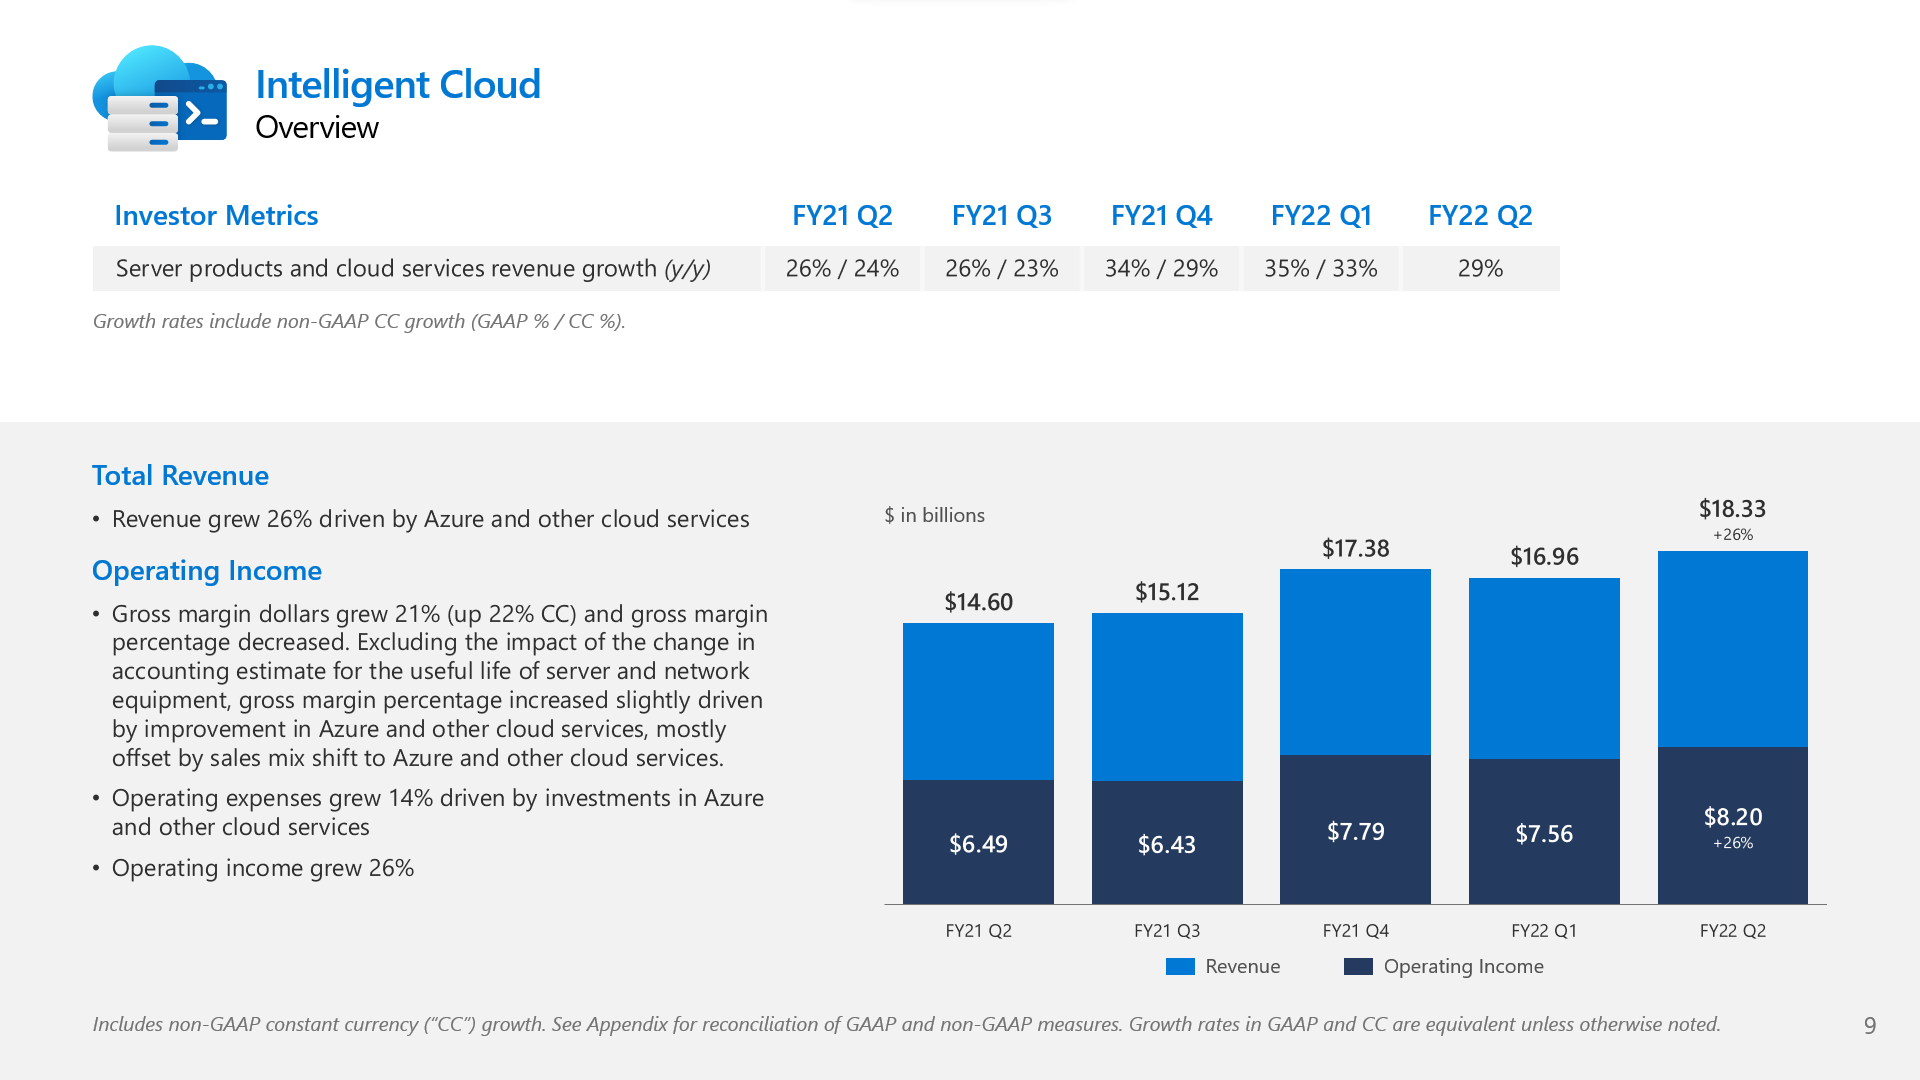 Intelligent Cloud
Overview
Investor Metrics FY21 Q2 FY21 Q3 FY21 Q4 FY22 Q1 FY22 Q2
Server products and cloud services revenue growth (y/y) 26% / 24% 26% / 23% 34% / 29% 35% / 33% 29%
Growth rates include non-GAAP CC growth (GAAP % / CC %).
Total Revenue
• Revenue grew 26% driven by Azure and other cloud services
Operating Income
• Gross margin dollars grew 21% (up 22% CC) and gross margin
percentage decreased. Excluding the impact of the change in
accounting estimate for the useful life of server and network
equipment, gross margin percentage increased slightly driven
by improvement in Azure and other cloud services, mostly
offset by sales mix shift to Azure and other cloud services.
• Operating expenses grew 14% driven by investments in Azure
and other cloud services
• Operating income grew 26%
$ in billions
$14.60 $15.12 $17.38 $16.96 $18.33
+26%
$6.49 $6.43 $7.79 $7.56 $8.20
+26%
FY21 Q2 FY21 Q3 FY21 Q4 FY22 Q1 FY22 Q2
Revenue Operating Income
Includes non-GAAP constant currency (“CC”) growth. See Appendix for reconciliation of GAAP and non-GAAP measures. Growth rates in GAAP and CC are equivalent unless otherwise noted.
9